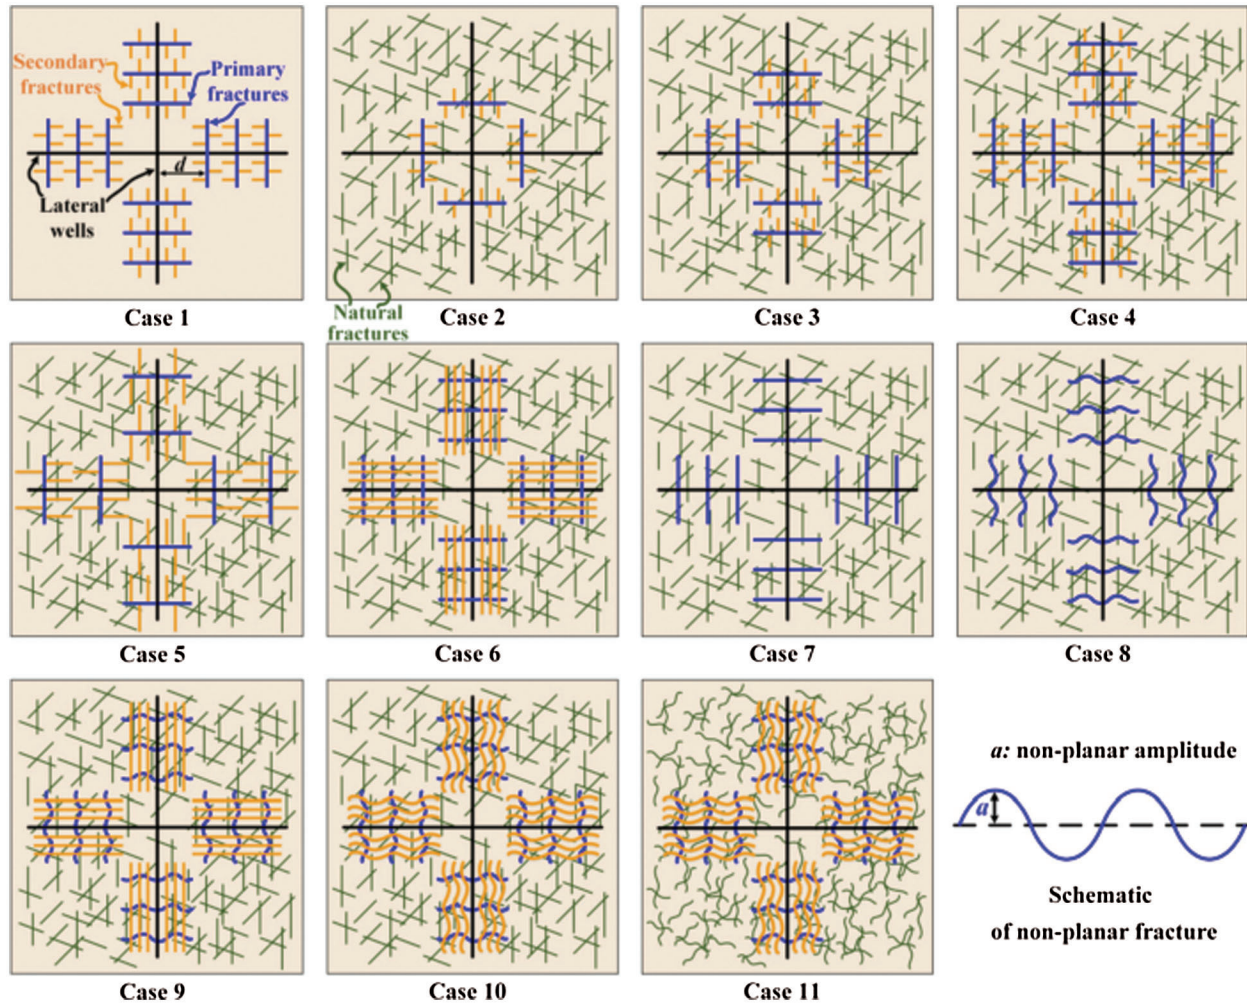 Secondary
fractures
Primary
fractures
d
Lateral
wells
Natural
fractures
Case 1
Case 2
Case 3
Case 4
Case 5
Case 6
Case 7
Case 8
a: non-planar amplitude
a
Schematic
of non-planar fracture
Case 9
Case 10
Case 11